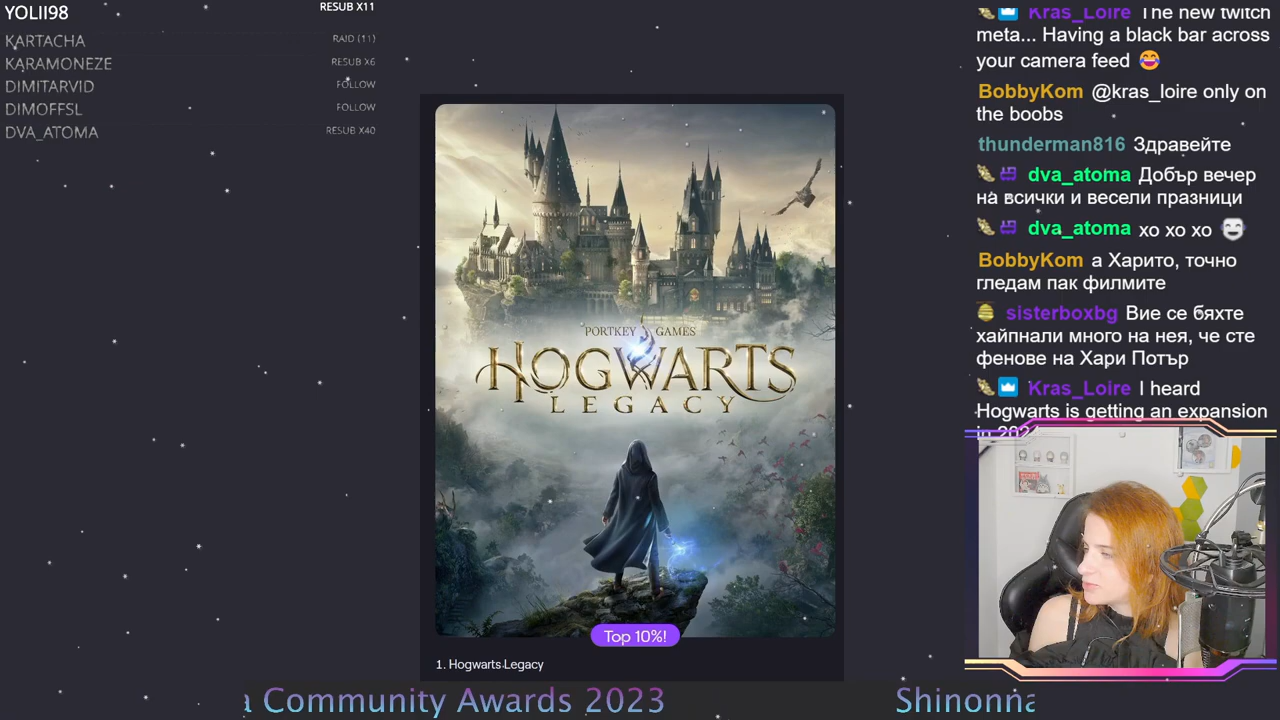 YOLII98 RESUB X11
KARTACHA RAID (11)
KARAMONEZE RESUB X6
DIMITARVID FOLLOW
DIMOFFSL FOLLOW
DVA_ATOMA RESUB X40
PORTKEY GAMES
HOGWARTS
LEGACY
Top 10%!
1. Hogwarts Legacy
a Community Awards 2023
Shinonna
Kras_Loire The new twitch
meta... Having a black bar across
your camera feed 😂
BobbyKom @kras_loire only on
the boobs
thunderman816 Здравейте
dva_atoma Добър вечер
на всички и весели празници
dva_atoma хо хо хо
BobbyKom а Харито, точно
гледам пак филмите
sisterboxbg Вие се бяхте
хайпнали много на нея, че сте
фенове на Хари Потър
Kras_Loire I heard
Hogwarts is getting an expansion
in 2024